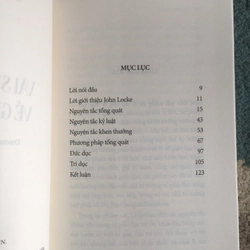 MỤC LỤC
Lời nói đầu 9
Lời giới thiệu John Locke 11
Nguyên tắc tổng quát 15
Nguyên tắc kỷ luật 43
Nguyên tắc khen thưởng 53
Phương pháp tổng quát 67
Đức dục 97
Trí dục 105
Kết luận 123